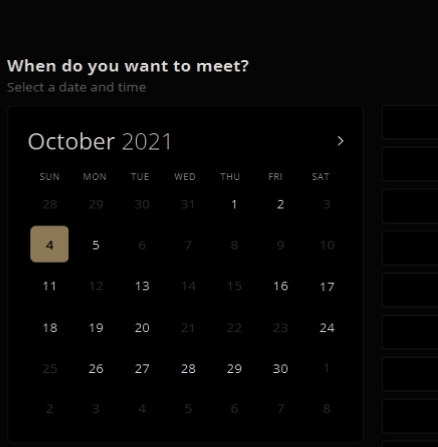 When do you want to meet?
Select a date and time
October 2021
SUN MON TUE WED THU FRI SAT
28 29 30 31 1 2 3
4 5 6 7 8 9 10
11 12 13 14 15 16 17
18 19 20 21 22 23 24
25 26 27 28 29 30 1
2 3 4 5 6 7 8